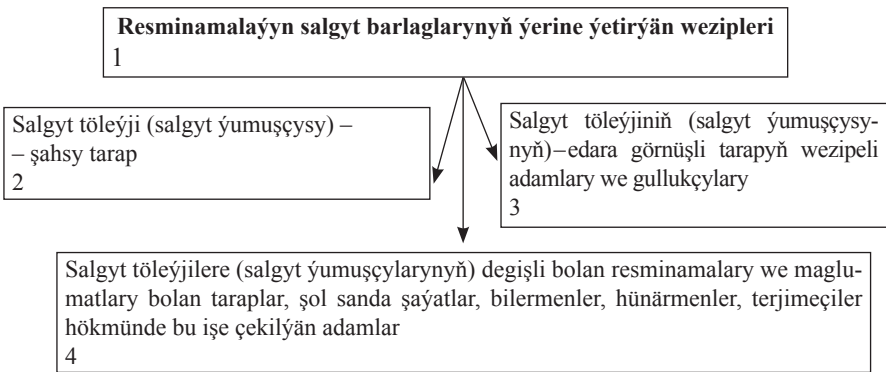 Resminamalaýyn salgyt barlaglarynyň ýerine ýetirýän wezipleri
1
Salgyt töleýji (salgyt ýumuşçysy) –
– şahsy tarap
2
Salgyt töleýjiniň (salgyt ýumuşçysy-
nyň)–edara görnüşli tarapyň wezipeli
adamlary we gullukçylary
3
Salgyt töleýjilere (salgyt ýumuşçylarynyň) degişli bolan resminamalary we maglu-
matlary bolan taraplar, şol sanda şaýatlar, bilermenler, hünärmenler, terjimeçiler
hökmünde bu işe çekilýän adamlar
4